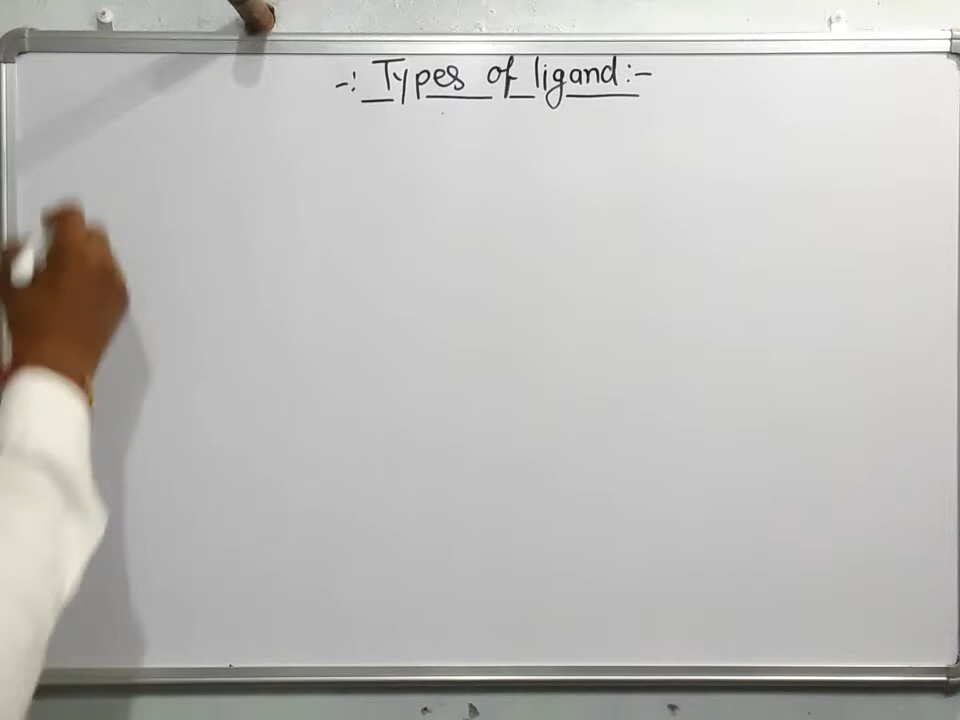 -: Types of ligand :-